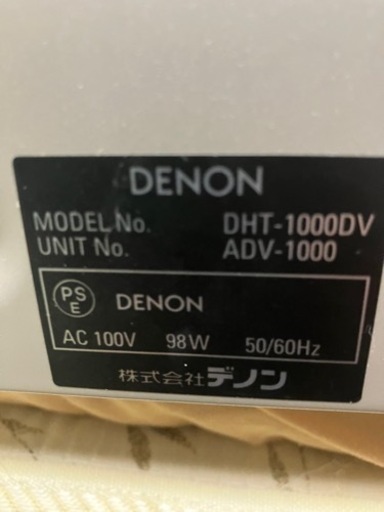 DENON
MODEL No. DHT-1000DV
UNIT No. ADV-1000
PSE DENON
AC 100V 98W 50/60Hz
株式会社デノン